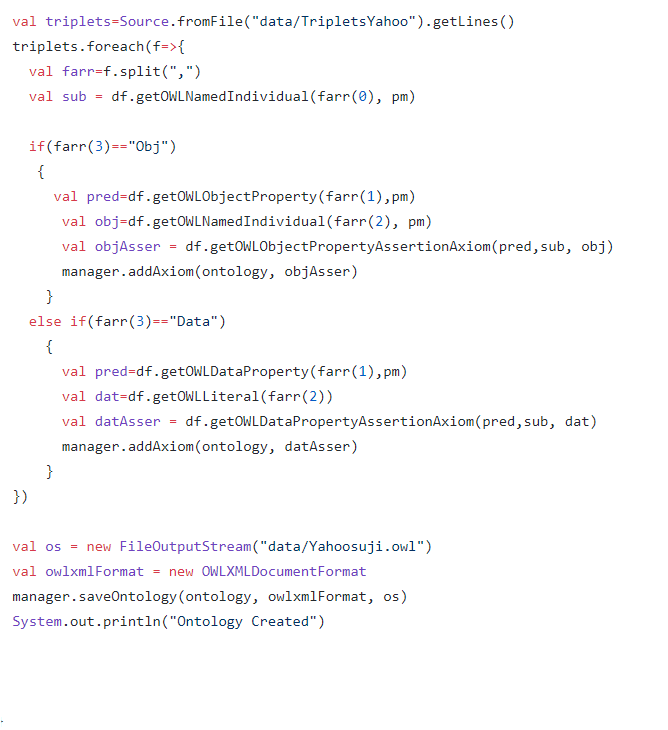 val triplets=Source.fromFile("data/TripletsYahoo").getLines()
triplets.foreach(f=>{
  val farr=f.split(",")
  val sub = df.getOWLNamedIndividual(farr(0), pm)

  if(farr(3)=="Obj")
   {
     val pred=df.getOWLObjectProperty(farr(1),pm)
      val obj=df.getOWLNamedIndividual(farr(2), pm)
      val objAsser = df.getOWLObjectPropertyAssertionAxiom(pred,sub, obj)
      manager.addAxiom(ontology, objAsser)
    }
  else if(farr(3)=="Data")
    {
      val pred=df.getOWLDataProperty(farr(1),pm)
      val dat=df.getOWLLiteral(farr(2))
      val datAsser = df.getOWLDataPropertyAssertionAxiom(pred,sub, dat)
      manager.addAxiom(ontology, datAsser)
    }
})

val os = new FileOutputStream("data/Yahoosuji.owl")
val owlxmlFormat = new OWLXMLDocumentFormat
manager.saveOntology(ontology, owlxmlFormat, os)
System.out.println("Ontology Created")
.